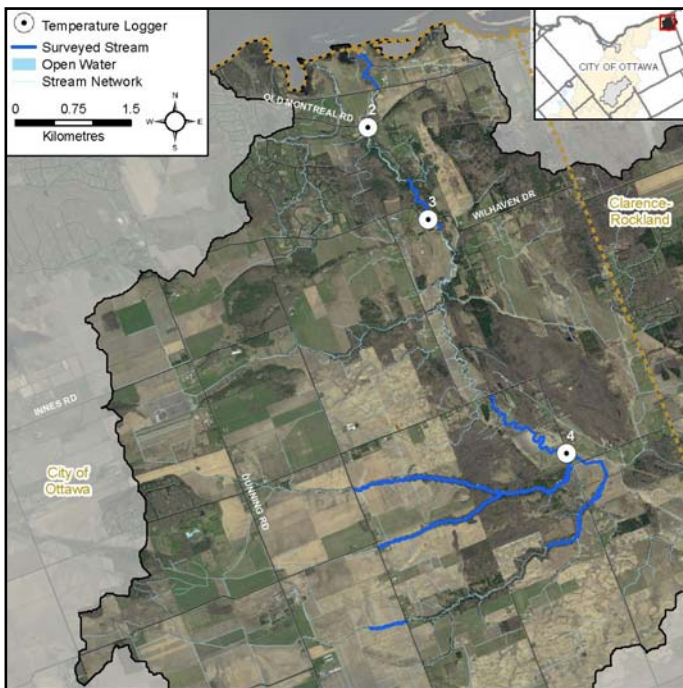 Temperature Logger
Surveyed Stream
Open Water
Stream Network
0 0.75 1.5
Kilometres
N
W E
S
CITY OF OTTAWA
OLD MONTREAL RD
2
3
WILHAVEN DR
Clarence-
Rockland
INNES RD
4
City of
Ottawa
DUNNING RD